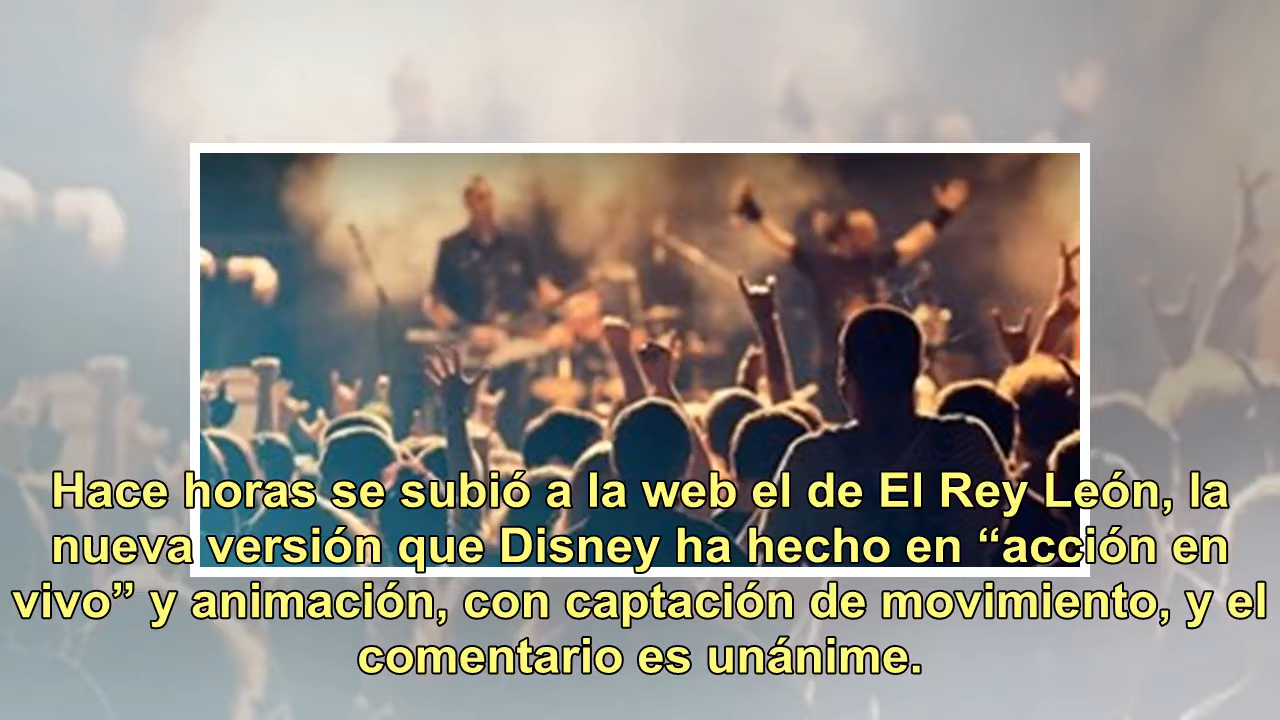 Hace horas se subió a la web el de El Rey León, la
nueva versión que Disney ha hecho en “acción en
vivo” y animación, con captación de movimiento, y el
comentario es unánime.